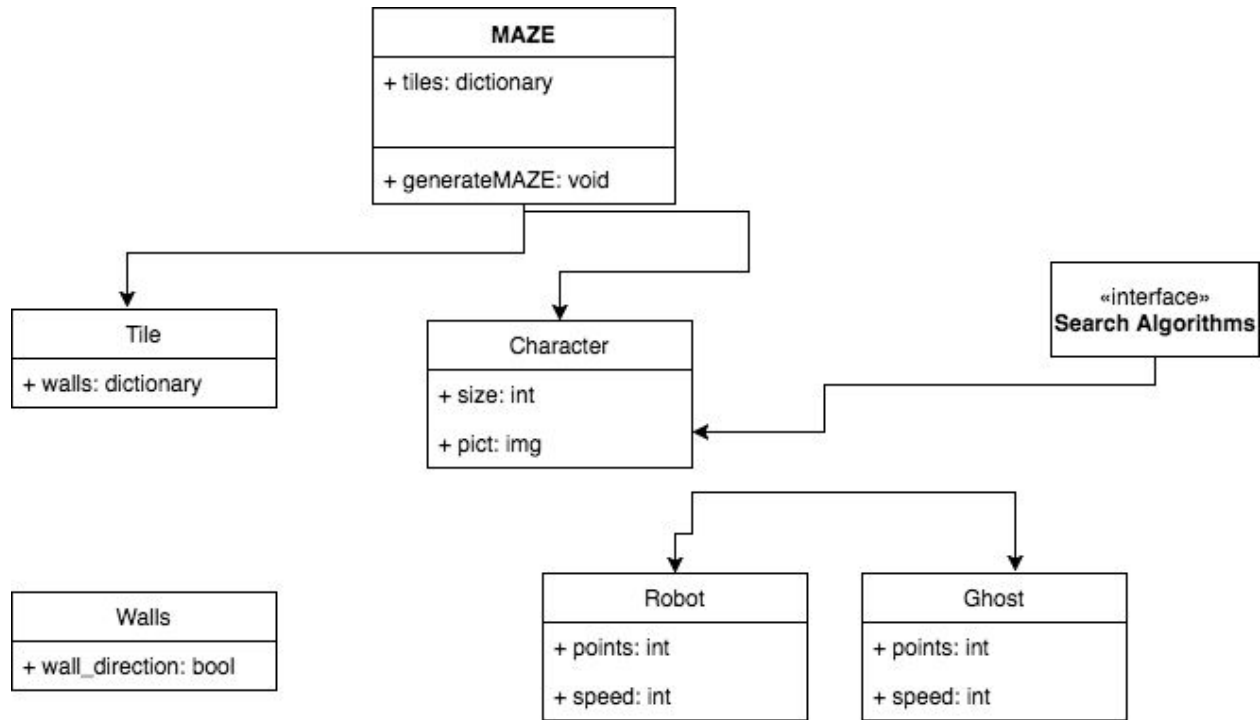 MAZE
+ tiles: dictionary
+ generateMAZE: void
Tile
+ walls: dictionary
Character
+ size: int
+ pict: img
«interface»
Search Algorithms
Walls
+ wall_direction: bool
Robot
+ points: int
+ speed: int
Ghost
+ points: int
+ speed: int